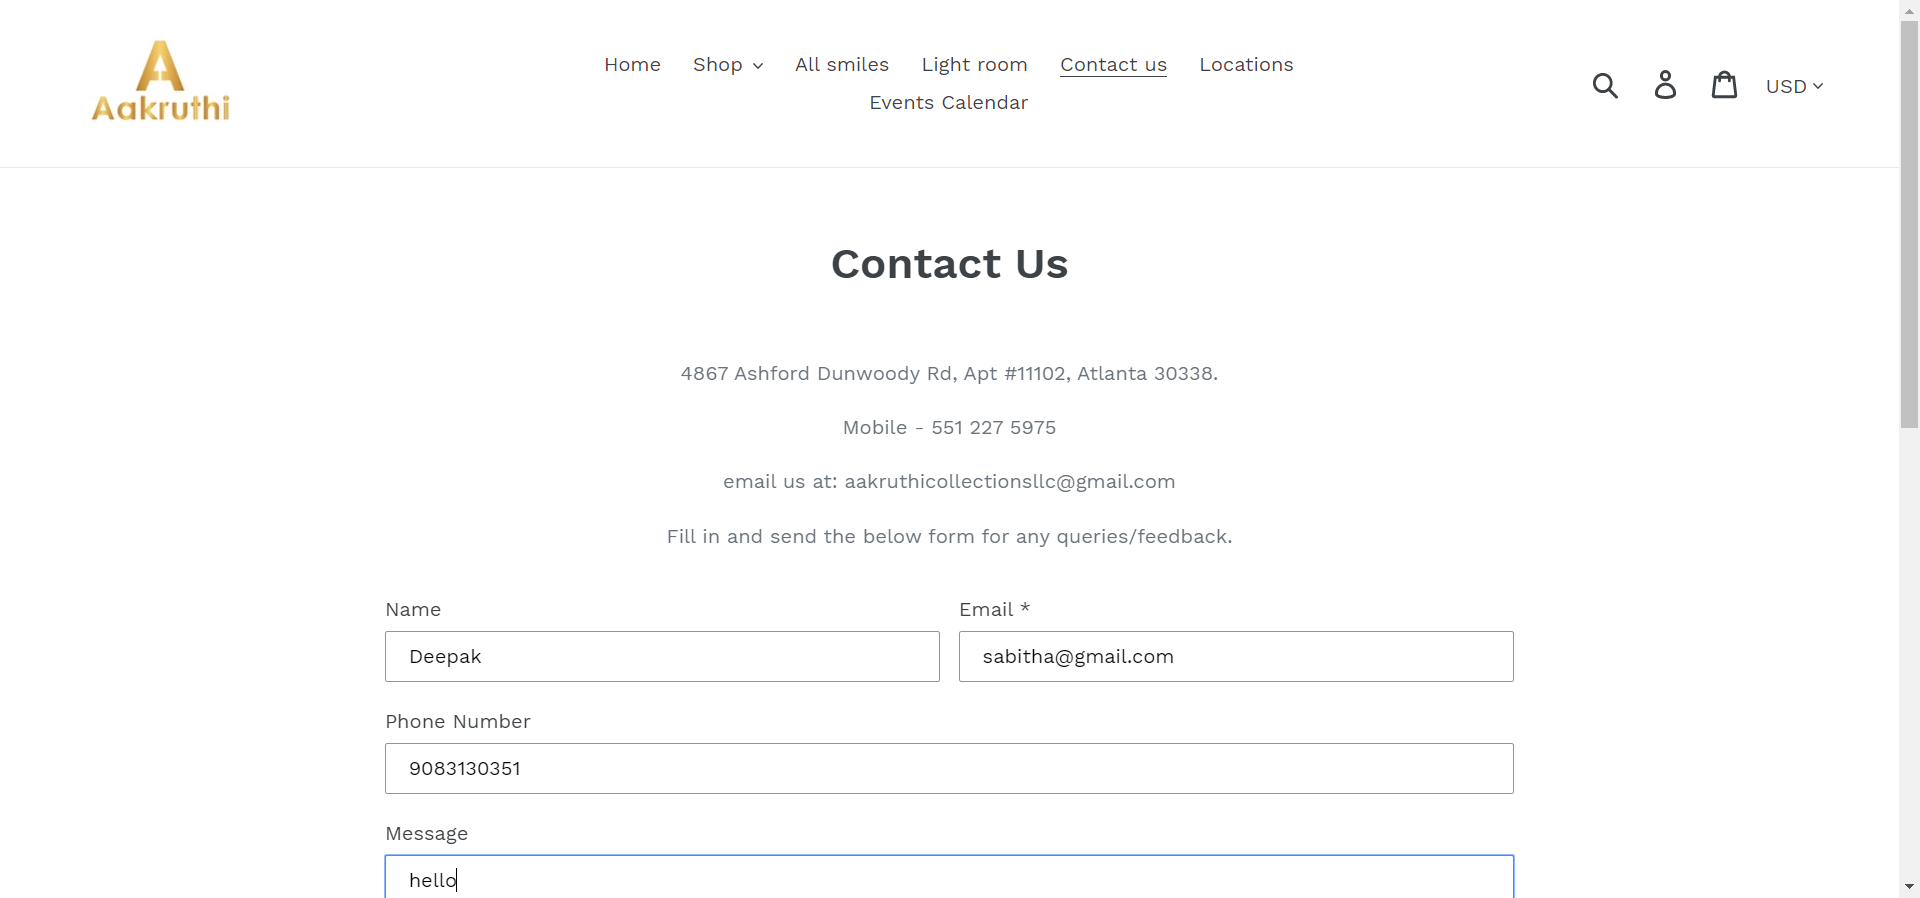 A
Aakruthi
Home Shop All smiles Light room Contact us Locations
Events Calendar
USD
Contact Us
4867 Ashford Dunwoody Rd, Apt #11102, Atlanta 30338.
Mobile - 551 227 5975
email us at: aakruthicollectionsllc@gmail.com
Fill in and send the below form for any queries/feedback.
Name Email *
Deepak sabitha@gmail.com
Phone Number
9083130351
Message
hello